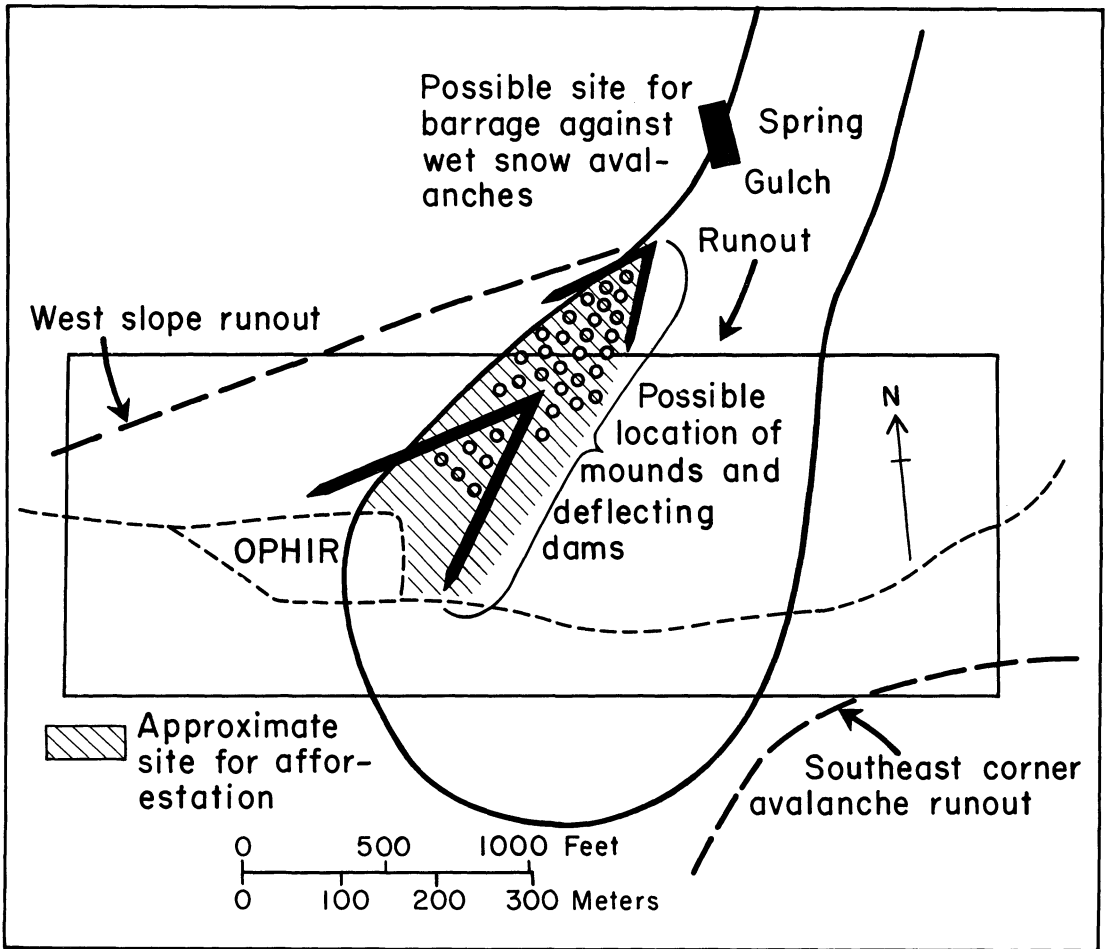 Possible site for
barrage against
wet snow aval-
anches
Spring
Gulch
Runout
West slope runout
N
Possible
location of
mounds and
deflecting
dams
OPHIR
Approximate
site for affor-
estation
Southeast corner
avalanche runout
0 500 1000 Feet
0 100 200 300 Meters